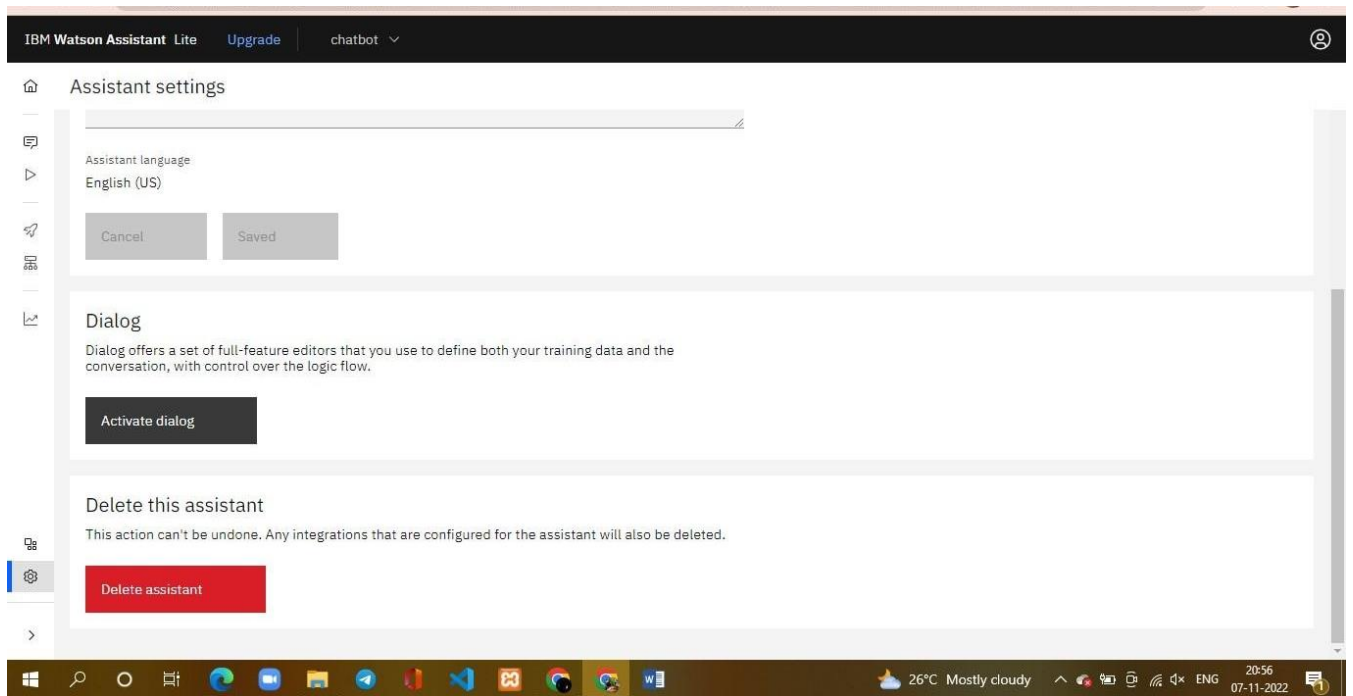 IBM Watson Assistant Lite Upgrade chatbot
Assistant settings
Assistant language
English (US)
Cancel Saved
Dialog
Dialog offers a set of full-feature editors that you use to define both your training data and the
conversation, with control over the logic flow.
Activate dialog
Delete this assistant
This action can't be undone. Any integrations that are configured for the assistant will also be deleted.
Delete assistant
26°C Mostly cloudy ENG 20:56
07-11-2022